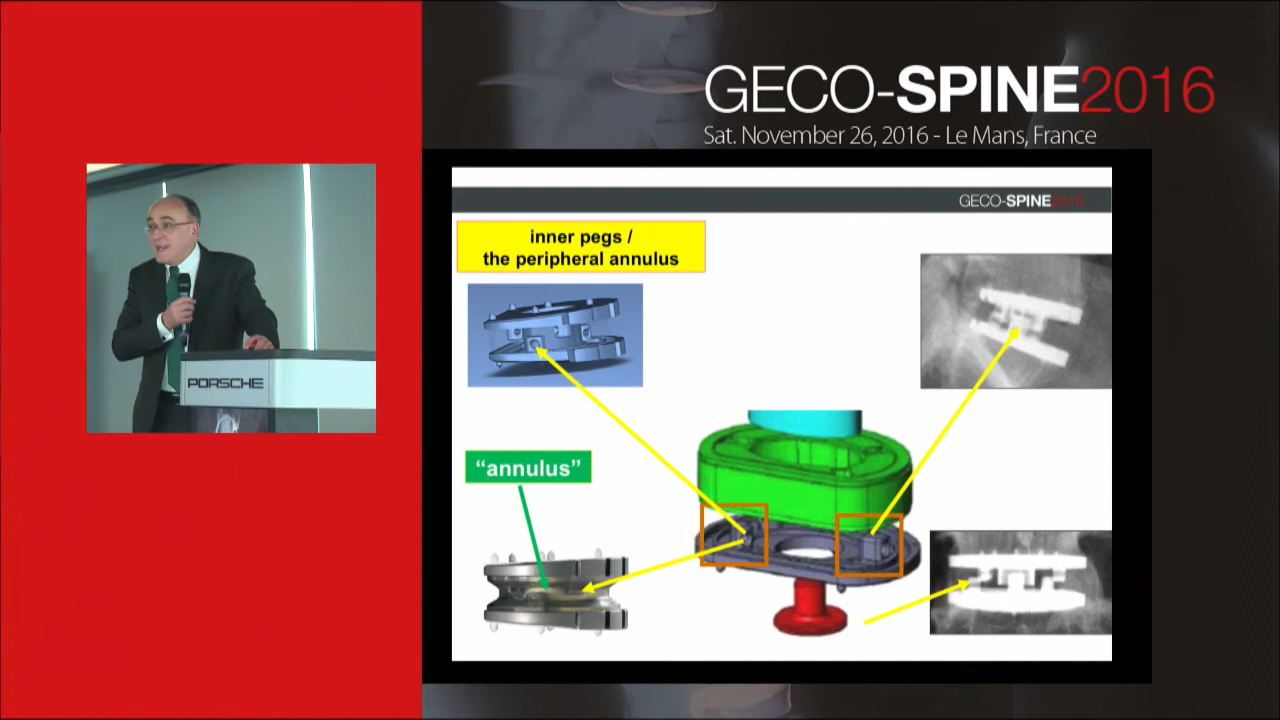 GECO-SPINE2016
Sat. November 26, 2016 - Le Mans, France
GECO-SPINE2016
inner pegs /
the peripheral annulus
"annulus"
PORSCHE